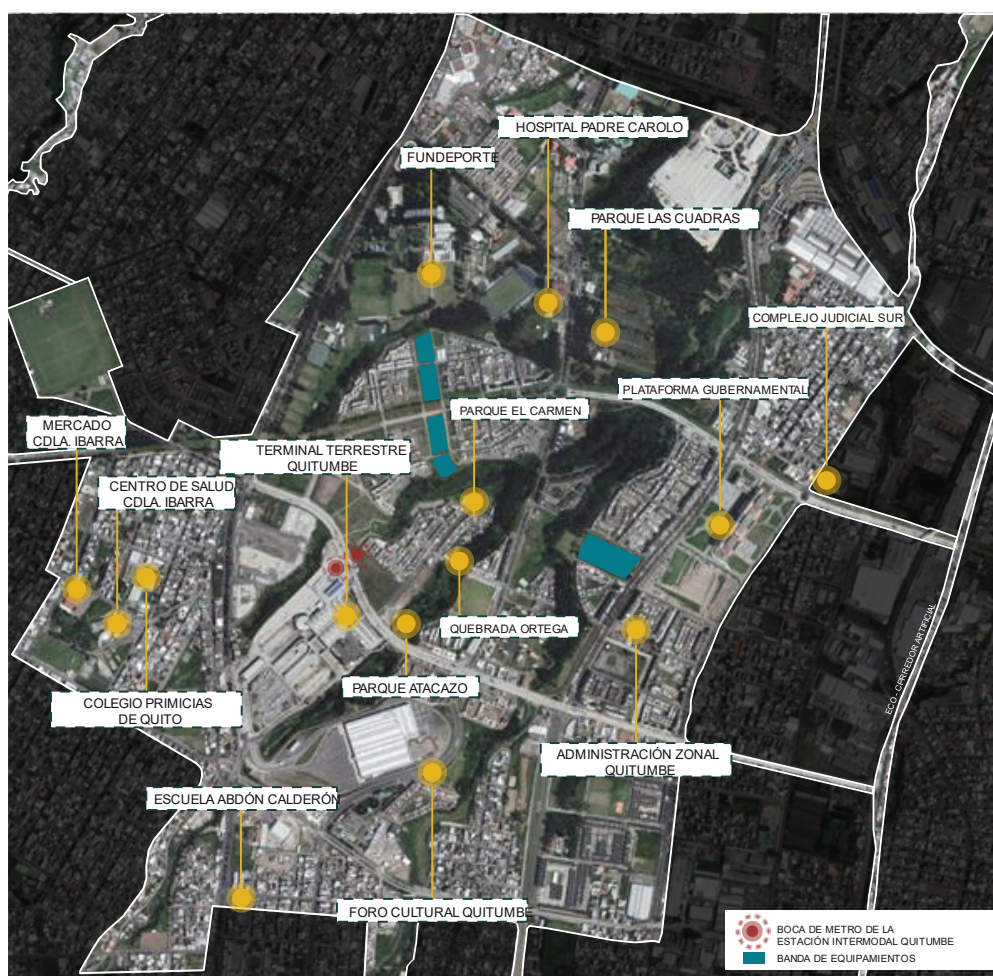 HOSPITAL PADRE CAROLO
FUNDEPORTE
PARQUE LAS CUADRAS
COMPLEJO JUDICIAL SUR
PLATAFORMA GUBERNAMENTAL
PARQUE EL CARMEN
MERCADO
CDLA. IBARRA
TERMINAL TERRESTRE
QUITUMBE
CENTRO DE SALUD
CDLA. IBARRA
QUEBRADA ORTEGA
ECO - CPRREDOR ARTIFICIAL
PARQUE ATACAZO
COLEGIO PRIMICIAS
DE QUITO
ADMINISTRACIÓN ZONAL
QUITUMBE
ESCUELA ABDÓN CALDERÓN
FORO CULTURAL QUITUMBE
BOCA DE METRO DE LA
ESTACIÓN INTERMODAL QUITUMBE
BANDA DE EQUIPAMIENTOS